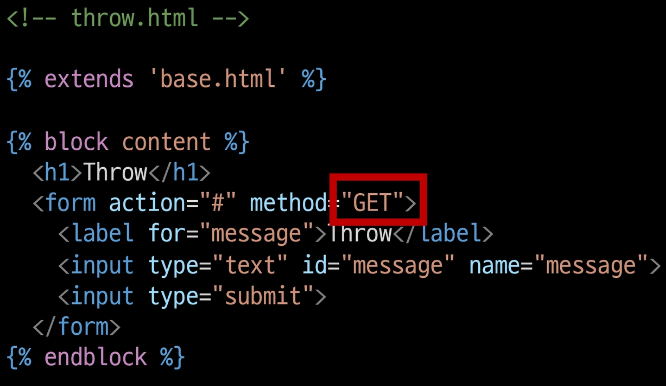 <!-- throw.html -->
{% extends 'base.html' %}
{% block content %}
<h1>Throw</h1>
<form action="#" method="GET">
<label for="message">Throw</label>
<input type="text" id="message" name="message">
<input type="submit">
</form>
{% endblock %}